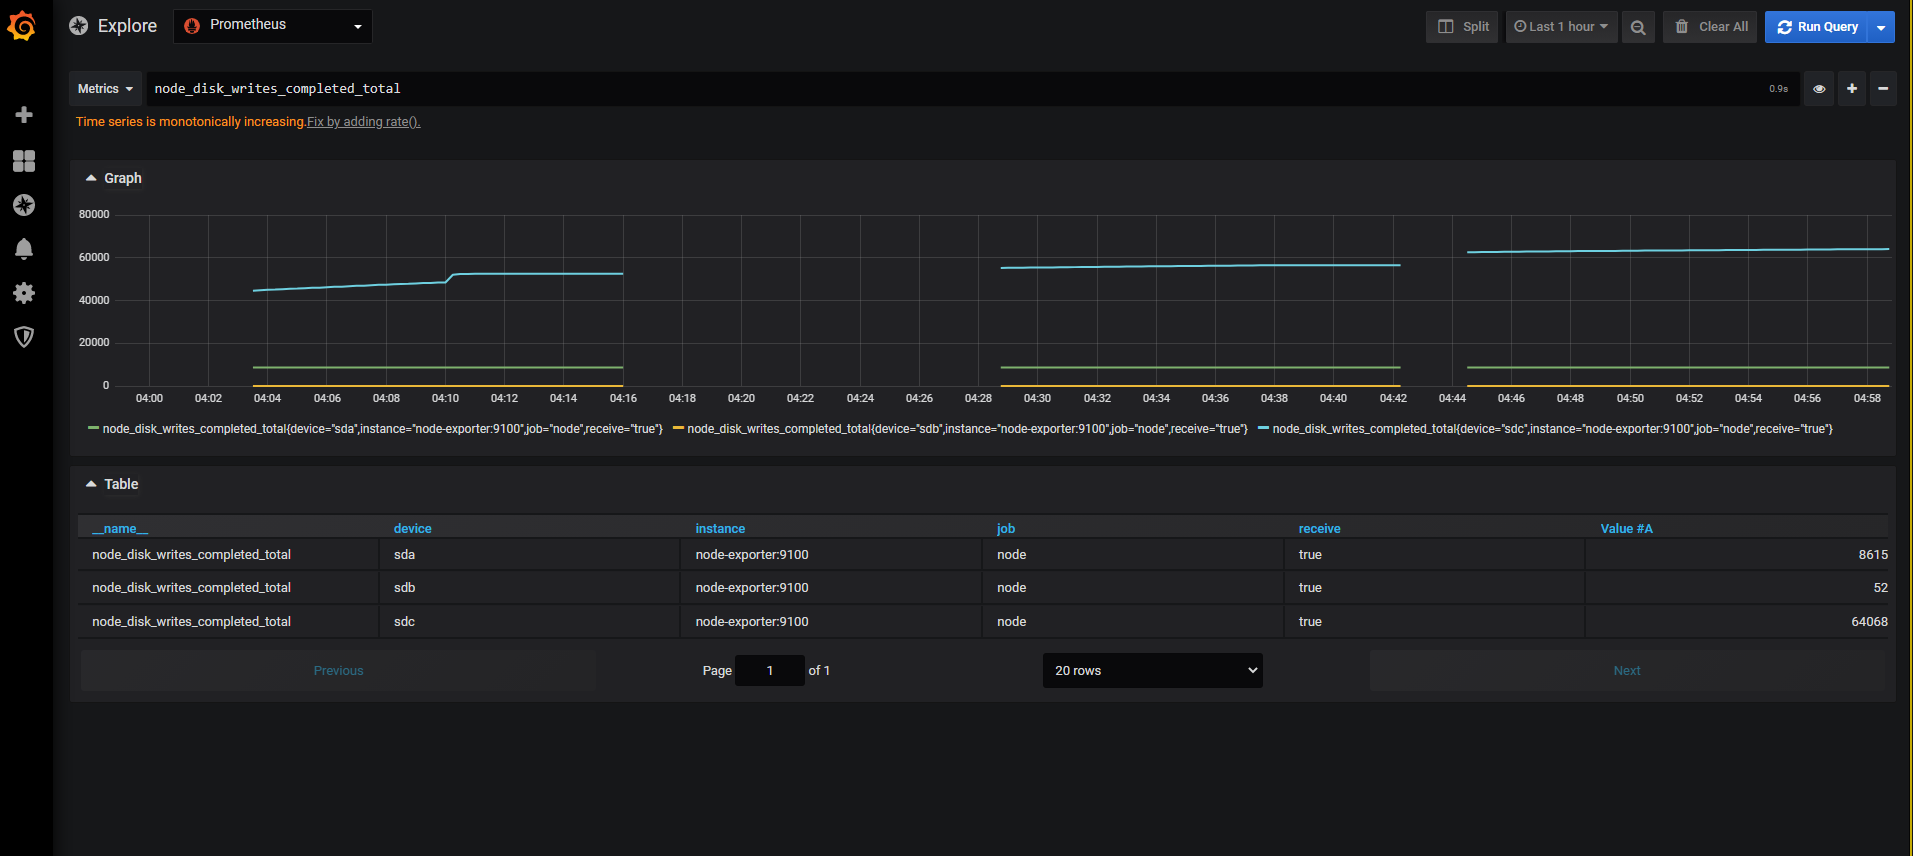 Explore Prometheus Split Last 1 hour Clear All Run Query
Metrics node_disk_writes_completed_total 0.9s
Time series is monotonically increasing.Fix by adding rate().
Graph
80000
60000
40000
20000
0
04:00 04:02 04:04 04:06 04:08 04:10 04:12 04:14 04:16 04:18 04:20 04:22 04:24 04:26 04:28 04:30 04:32 04:34 04:36 04:38 04:40 04:42 04:44 04:46 04:48 04:50 04:52 04:54 04:56 04:58
node_disk_writes_completed_total{device="sda",instance="node-exporter:9100",job="node",receive="true"} node_disk_writes_completed_total{device="sdb",instance="node-exporter:9100",job="node",receive="true"} node_disk_writes_completed_total{device="sdc",instance="node-exporter:9100",job="node",receive="true"}
Table
__name__ device instance job receive Value #A
node_disk_writes_completed_total sda node-exporter:9100 node true 8615
node_disk_writes_completed_total sdb node-exporter:9100 node true 52
node_disk_writes_completed_total sdc node-exporter:9100 node true 64068
Previous Page 1 of 1 20 rows Next